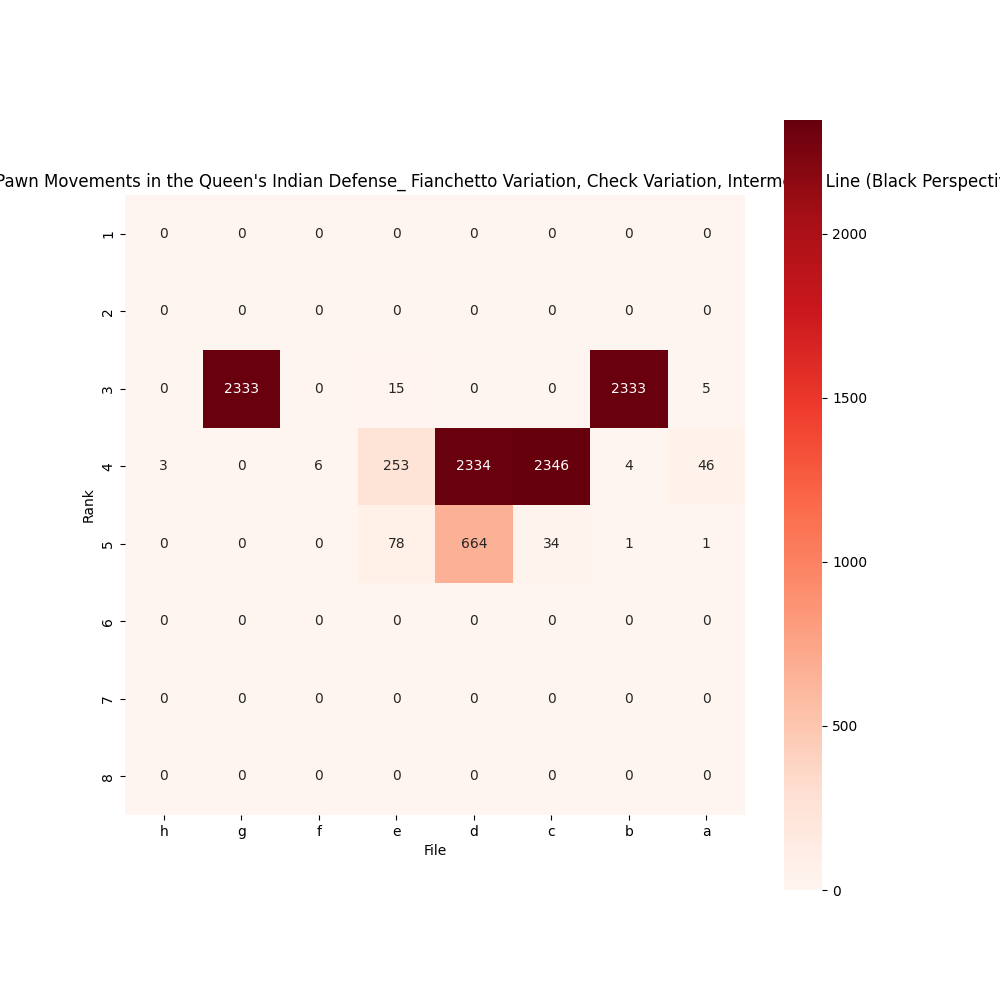 Pawn Movements in the Queen's Indian Defense_ Fianchetto Variation, Check Variation, Interm Line (Black Perspecti
2000
1500
1000
500
0
Rank
1 0 0 0 0 0 0 0 0
2 0 0 0 0 0 0 0 0
3 0 2333 0 15 0 0 2333 5
4 3 0 6 253 2334 2346 4 46
5 0 0 0 78 664 34 1 1
6 0 0 0 0 0 0 0 0
7 0 0 0 0 0 0 0 0
8 0 0 0 0 0 0 0 0
h g f e d c b a
File